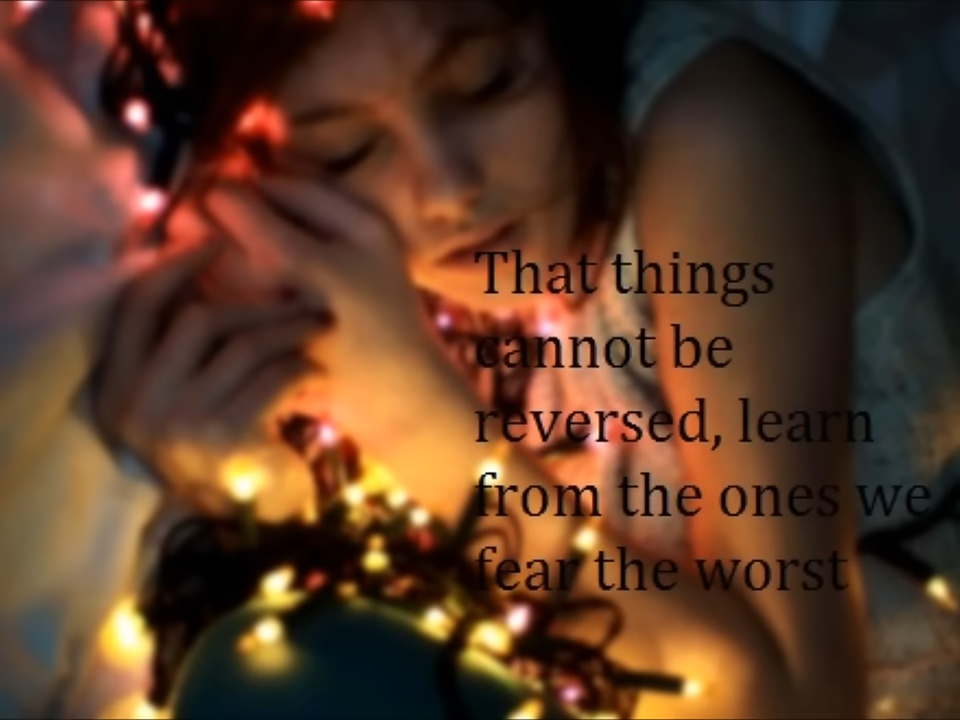 That things
cannot be
reversed, learn
from the ones we
fear the worst